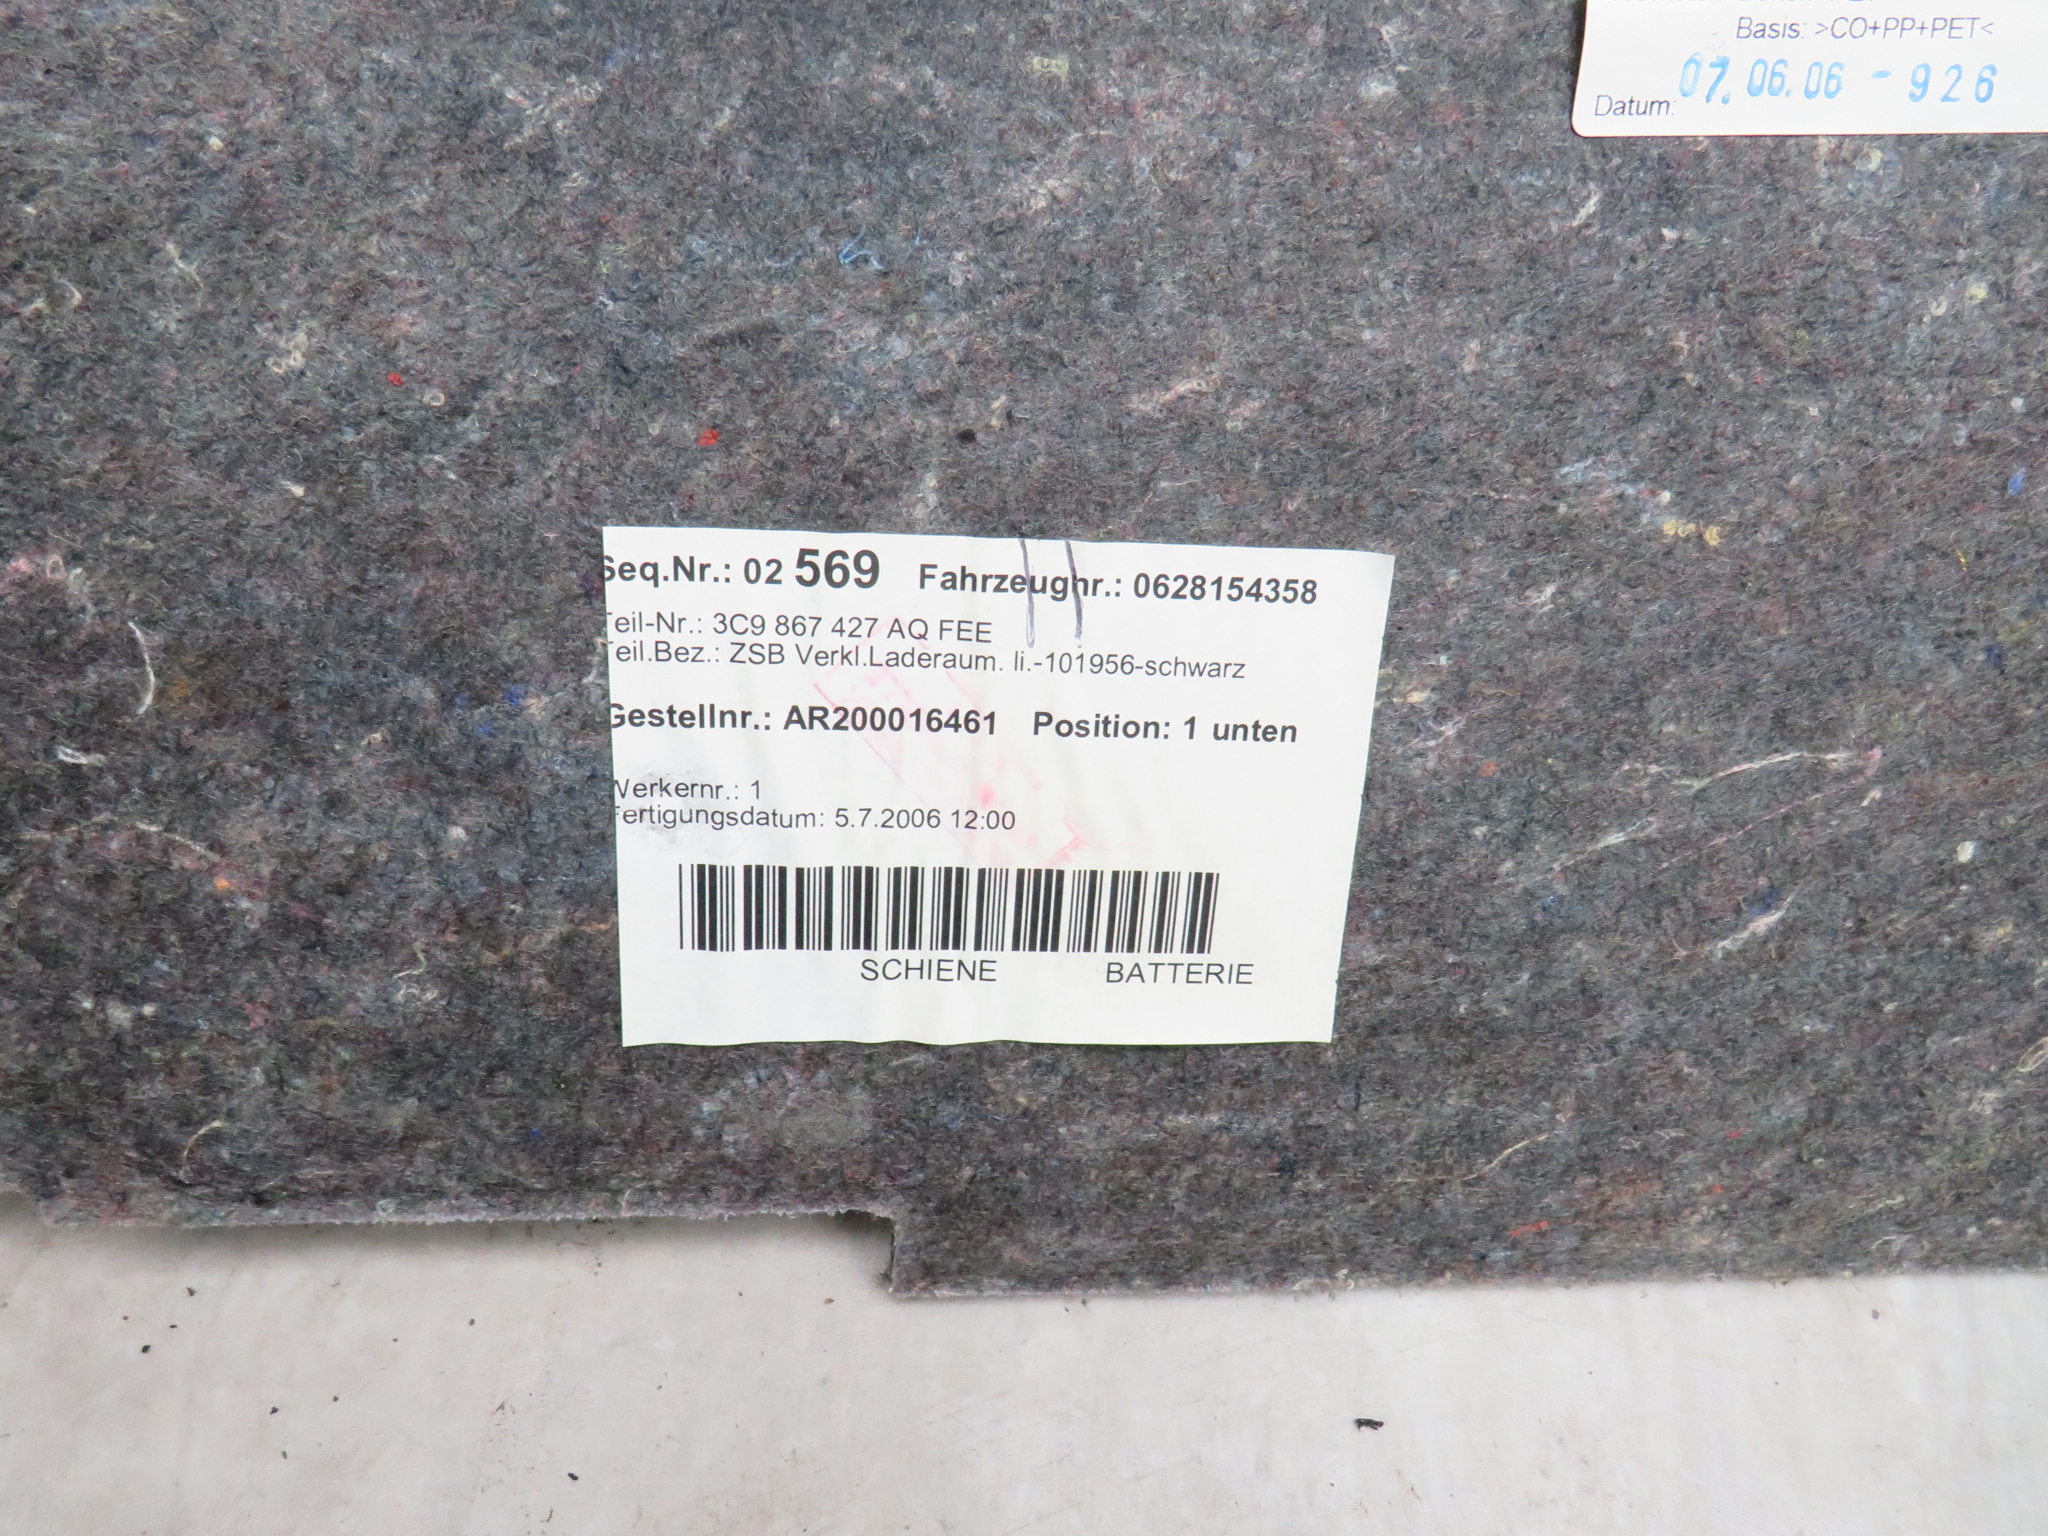 Basis: >CO+PP+PET<
Datum: 07.06.06 - 926
Seq.Nr.: 02 569 Fahrzeugnr.: 0628154358
Teil-Nr.: 3C9 867 427 AQ FEE
Teil.Bez.: ZSB Verkl.Laderaum. li.-101956-schwarz
Gestellnr.: AR200016461 Position: 1 unten
Werkernr.: 1
Fertigungsdatum: 5.7.2006 12:00
SCHIENE BATTERIE